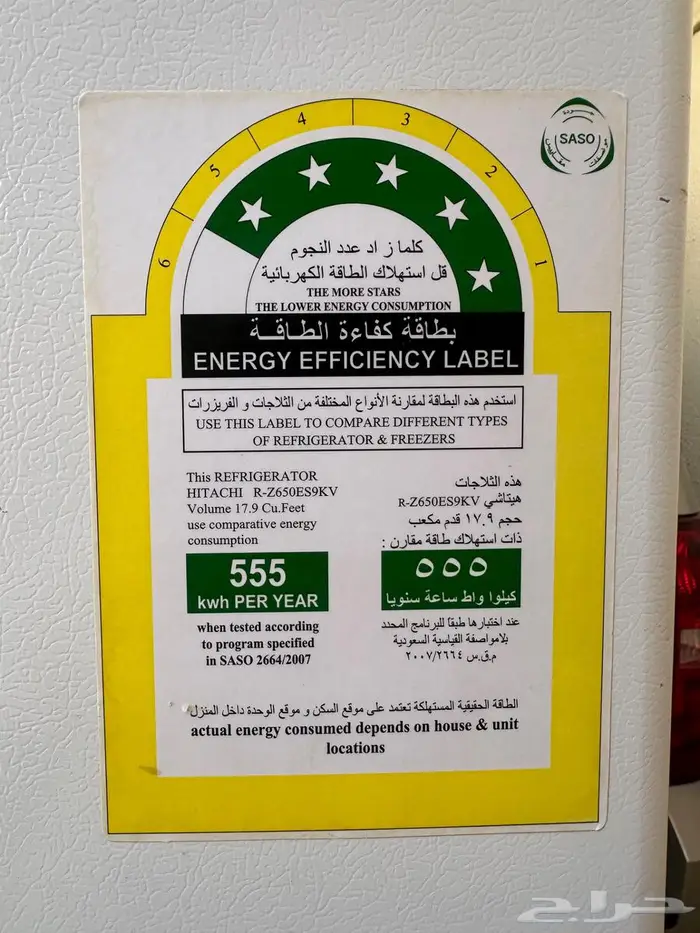 جودة
SASO
مقاييس
مواصفات
6
5
4
3
2
1
كلما زاد عدد النجوم
قل استهلاك الطاقة الكهربائية
THE MORE STARS
THE LOWER ENERGY CONSUMPTION
بطاقة كفاءة الطاقـة
ENERGY EFFICIENCY LABEL
استخدم هذه البطاقة لمقارنة الأنواع المختلفة من الثلاجات و الفريزرات
USE THIS LABEL TO COMPARE DIFFERENT TYPES
OF REFRIGERATOR & FREEZERS
This REFRIGERATOR
HITACHI R-Z650ES9KV
Volume 17.9 Cu.Feet
use comparative energy
consumption
555
kwh PER YEAR
when tested according
to program specified
in SASO 2664/2007
هذه الثلاجات
هيتاشي R-Z650ES9KV
حجم ١٧.٩ قدم مكعب
ذات استهلاك طاقة مقارن :
٥٥٥
كيلوا واط ساعة سنويا
عند اختبارها طبقا للبرنامج المحدد
بلامواصفة القياسية السعودية
م.ق.س ٢٠٠٧/٢٦٦٤
الطاقة الحقيقية المستهلكة تعتمد على موقع السكن و موقع الوحدة داخل المنزل
actual energy consumed depends on house & unit
locations
حراج